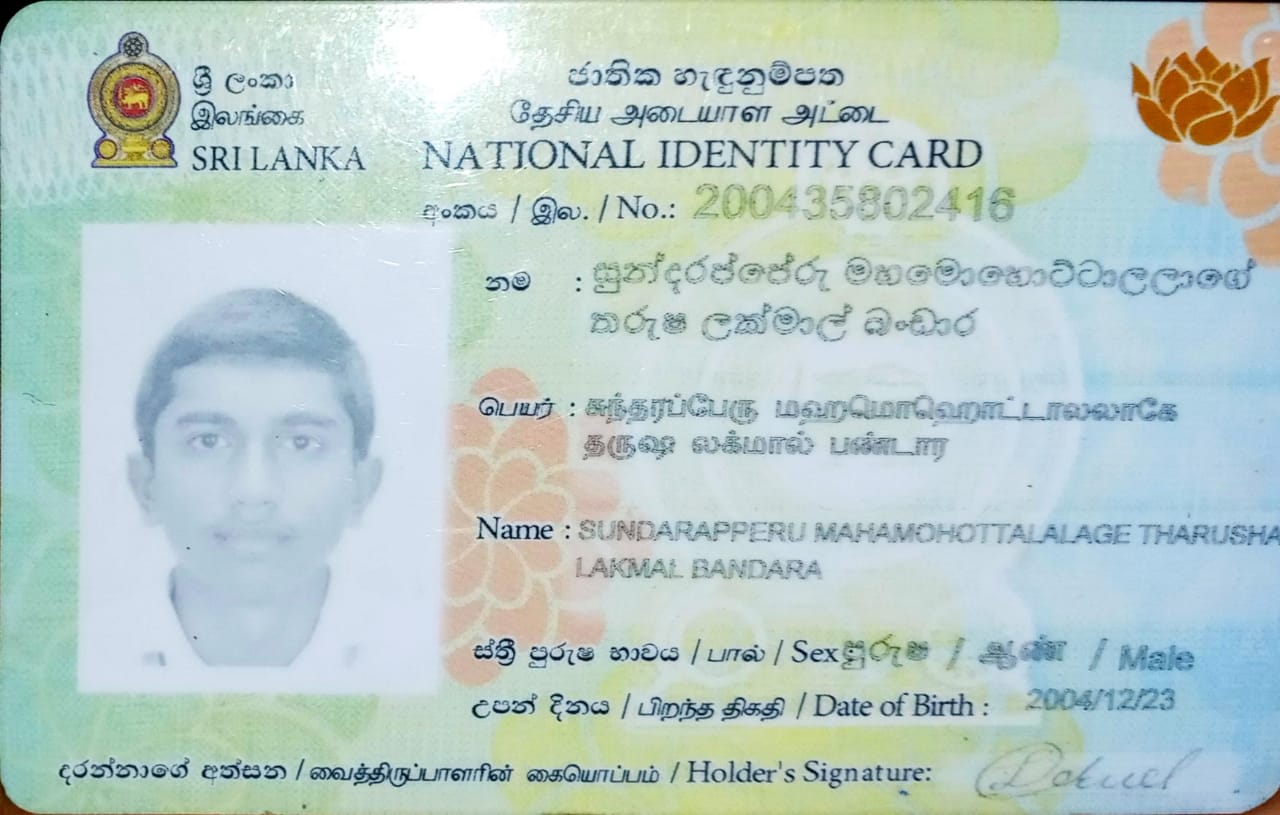 ශ්‍රී ලංකා
இலங்கை
SRI LANKA
ජාතික හැඳුනුම්පත
தேசிய அடையாள அட்டை
NATIONAL IDENTITY CARD
අංකය / இல. / No.: 200435802416
නම : සුන්දරප්පේරු මහමොහොට්ටාලලාගේ
තරුෂ ලක්මාල් බංඩාර
பெயர் : சுந்தரப்பேரு மஹமொஹொட்டாலலாகே
தருஷ லக்மால் பண்டார
Name : SUNDARAPPERU MAHAMOHOTTALALAGE THARUSHA
LAKMAL BANDARA
ස්ත්‍රී පුරුෂ භාවය / பால் / Sex පුරුෂ / ஆண் / Male
උපන් දිනය / பிறந்த திகதி / Date of Birth : 2004/12/23
දරන්නාගේ අත්සන / வைத்திருப்பாளரின் கையொப்பம் / Holder's Signature: